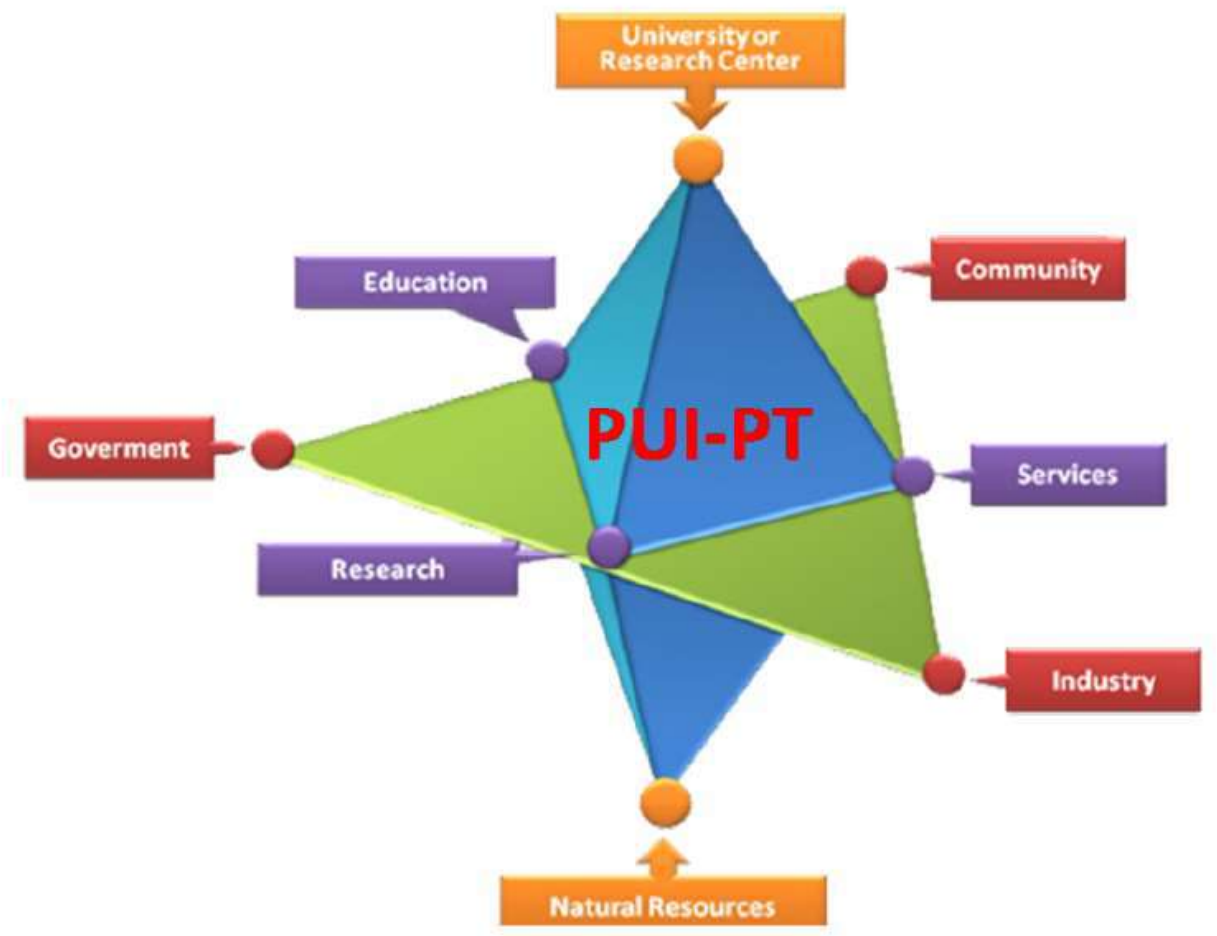 University or
Research Center
Community
Education
PUI-PT
Goverment
Services
Research
Industry
Natural Resources